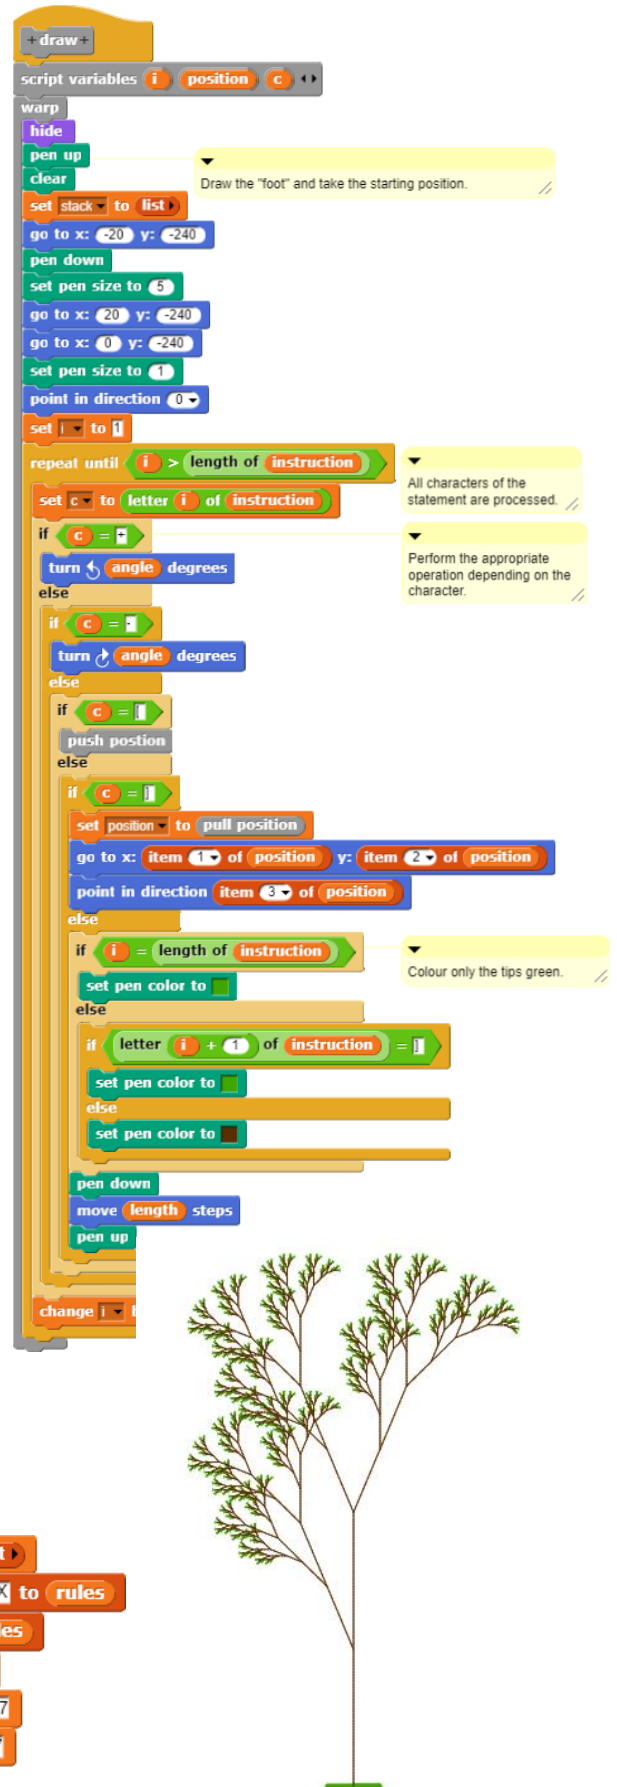 +draw+
script variables i position c
warp
hide
pen up
Draw the "foot" and take the starting position.
clear
set stack to list
go to x: -20 y: -240
pen down
set pen size to 5
go to x: 20 y: -240
go to x: 0 y: -240
set pen size to 1
point in direction 0
set i to 1
repeat until i > length of instruction
All characters of the
statement are processed.
set c to letter i of instruction
if c = +
Perform the appropriate
operation depending on the
character.
turn angle degrees
else
if c = -
turn angle degrees
else
if c = [
push postion
else
if c = ]
set position to pull position
go to x: item 1 of position y: item 2 of position
point in direction item 3 of position
else
if i = length of instruction
Colour only the tips green.
set pen color to
else
if letter i + 1 of instruction = ]
set pen color to
else
set pen color to
pen down
move length steps
pen up
change i
t
X to rules
les
7